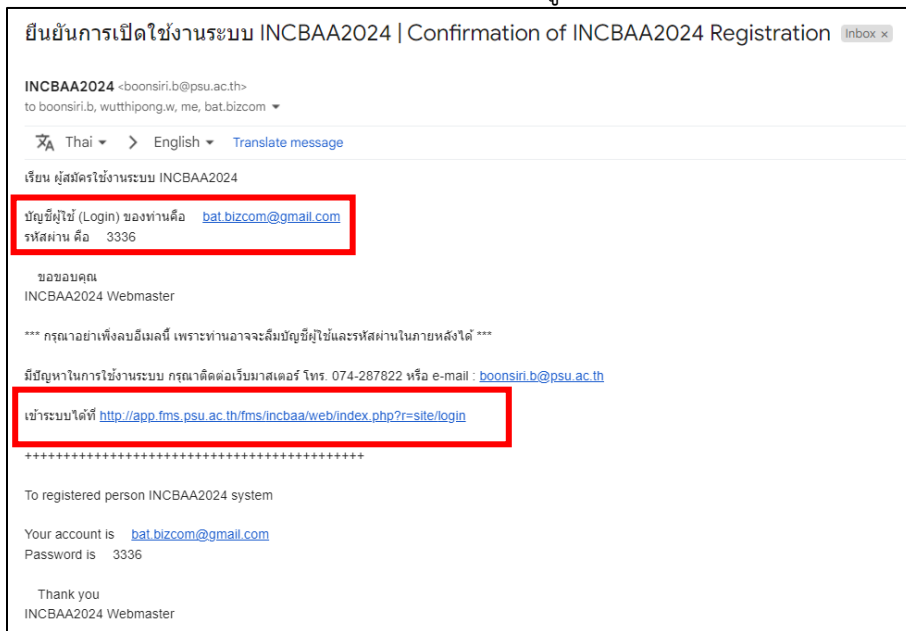 ยืนยันการเปิดใช้งานระบบ INCBAA2024 | Confirmation of INCBAA2024 Registration Inbox ×
INCBAA2024 <boonsiri.b@psu.ac.th>
to boonsiri.b, wutthipong.w, me, bat.bizcom
Thai > English Translate message
เรียน ผู้สมัครใช้งานระบบ INCBAA2024
บัญชีผู้ใช้ (Login) ของท่านคือ bat.bizcom@gmail.com
รหัสผ่าน คือ 3336
ขอขอบคุณ
INCBAA2024 Webmaster
*** กรุณาอย่าเพิ่งลบอีเมลนี้ เพราะท่านอาจจะลืมบัญชีผู้ใช้และรหัสผ่านในภายหลังได้ ***
มีปัญหาในการใช้งานระบบ กรุณาติดต่อเว็บมาสเตอร์ โทร. 074-287822 หรือ e-mail : boonsiri.b@psu.ac.th
เข้าระบบได้ที่ http://app.fms.psu.ac.th/fms/incbaa/web/index.php?r=site/login
++++++++++++++++++++++++++++++++++++++++++++
To registered person INCBAA2024 system
Your account is bat.bizcom@gmail.com
Password is 3336
Thank you
INCBAA2024 Webmaster